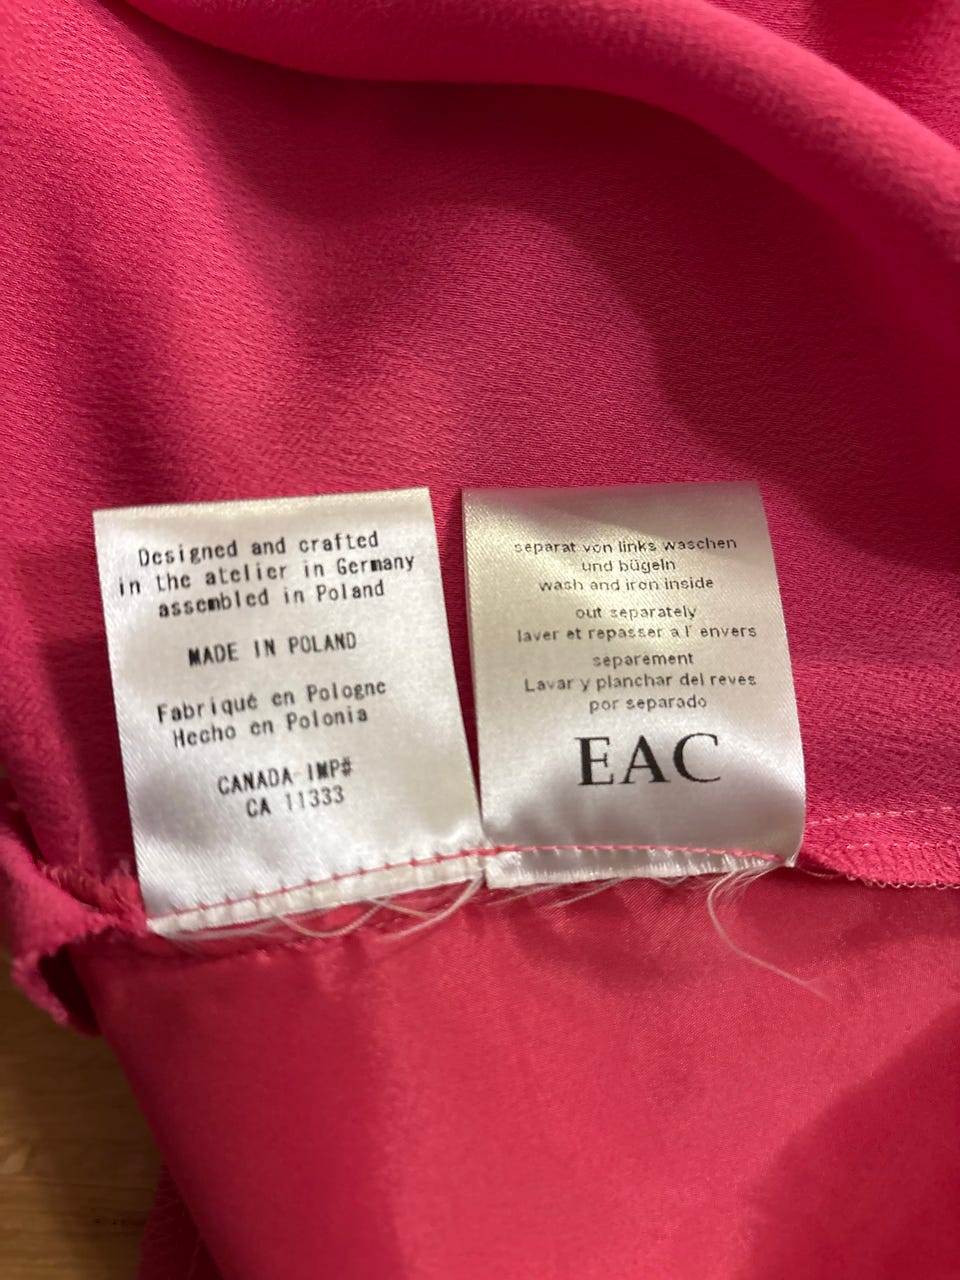 Designed and crafted
in the atelier in Germany
assembled in Poland
MADE IN POLAND
Fabriqué en Pologne
Hecho en Polonia
CANADA IMP#
CA 11333
separat von links waschen
und bügeln
wash and iron inside
out separately
laver et repasser a l' envers
separement
Lavar y planchar del reves
por separado
EAC